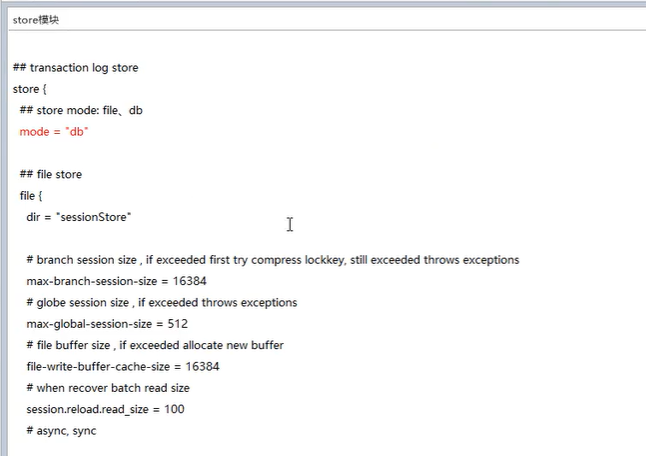 store模块
## transaction log store
store {
## store mode: file、db
mode = "db"
## file store
file {
dir = "sessionStore"
# branch session size , if exceeded first try compress lockkey, still exceeded throws exceptions
max-branch-session-size = 16384
# globe session size , if exceeded throws exceptions
max-global-session-size = 512
# file buffer size , if exceeded allocate new buffer
file-write-buffer-cache-size = 16384
# when recover batch read size
session.reload.read_size = 100
# async, sync